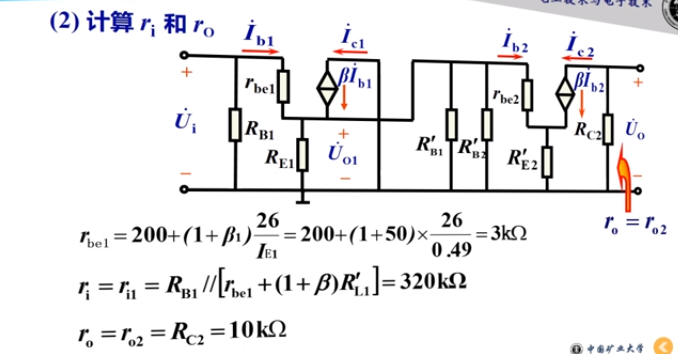 (2) 计算 rᵢ 和 r₀
İb1 İc1 İb2 İc2
+ rbe1 βİb1 rbe2 βİb2 +
U̇i RB1 RE1 + U̇o1 − R′B1 R′B2 R′E2 RC2 U̇o
− −
ro = ro2
rbe1 = 200+(1+β1) 26/IE1 = 200+(1+50)× 26/0.49 = 3kΩ
ri = ri1 = RB1 //[rbe1 +(1+β)R′L1]= 320kΩ
ro = ro2 = RC2 = 10kΩ
中国矿业大学